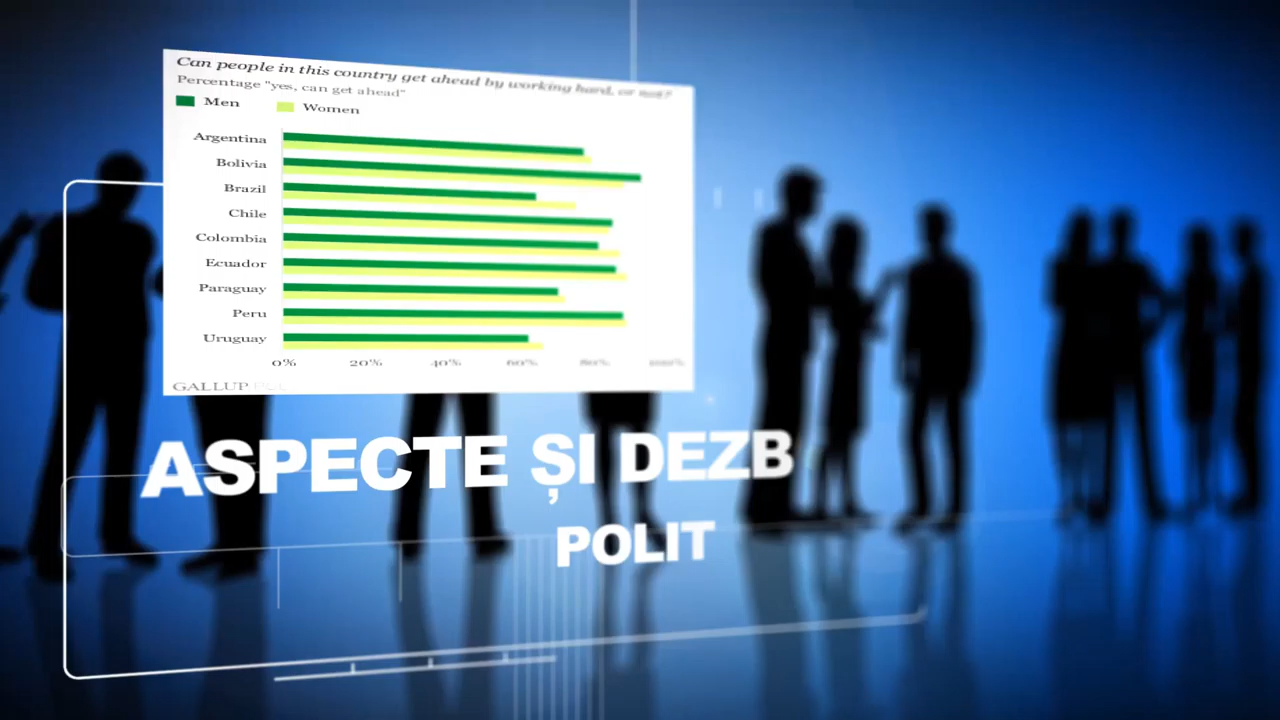 Can people in this country get ahead by working hard, or not?
Percentage "yes, can get ahead"
Men Women
Argentina
Bolivia
Brazil
Chile
Colombia
Ecuador
Paraguay
Peru
Uruguay
0% 20% 40% 60% 80% 100%
GALLUP
ASPECTE ȘI DEZB
POLIT